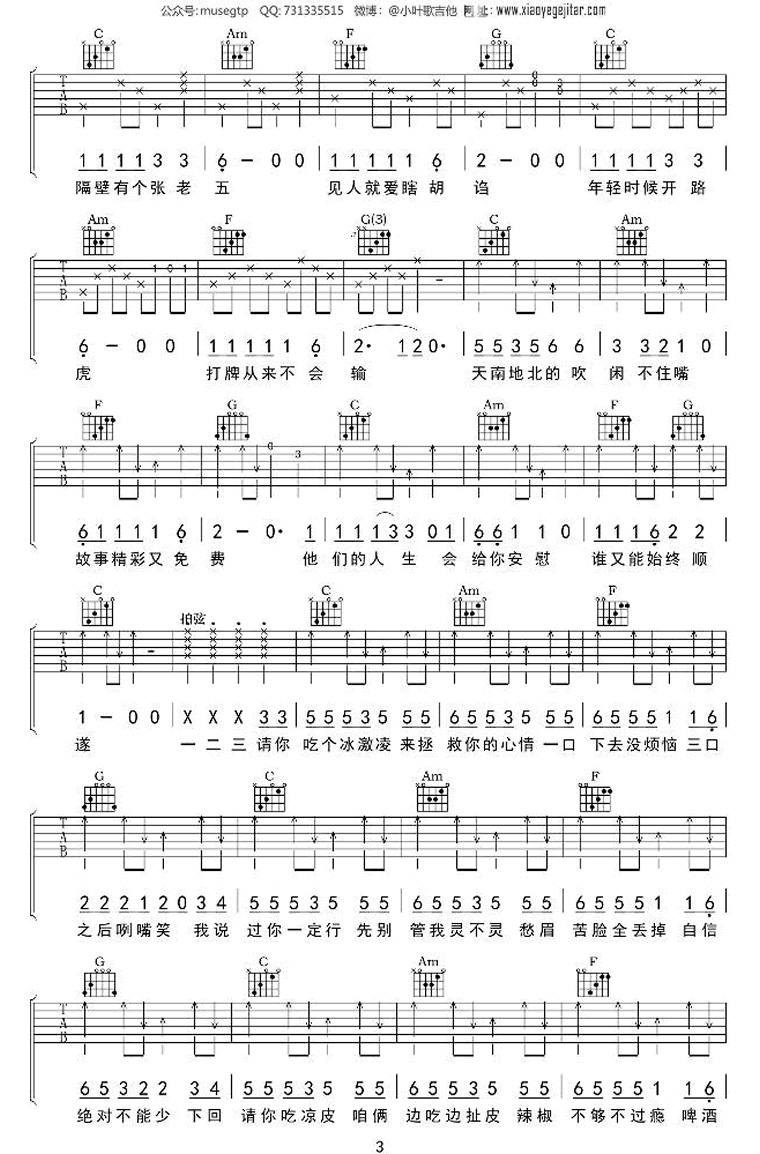 公众号: musegtp QQ: 731335515 微博: @小叶歌吉他 网 址: www.xiaoyegejitar.com
C Am F G C
T A B
1 1 1 1 3 3 | 6 - 0 0 | 1 1 1 1 1 6 | 2 - 0 0 | 1 1 1 1 3 3
隔壁有个张老 五 见人就爱瞎胡 诌 年轻时候开路
Am F G(3) C Am
T A B 1 0 1
6 - 0 0 | 1 1 1 1 1 6 | 2· 1 2 0· | 5 5 3 5 5 6 | 3 3 2 1 0
虎 打牌从来不会 输 天南地北的吹 闲 不住嘴
F G C Am F G
T A B 0 3
6 1 1 1 1 6 | 2 - 0· 1 | 1 1 1 3 3 0 1 | 6 6 1 1 0 | 1 1 1 6 2 2
故事精彩又免 费 他 们的人生 会 给你安慰 谁又能始终顺
C 拍弦 C Am F
T A B
1 - 0 0 | X X X 3 3 | 5 5 5 3 5 5 5 | 6 5 5 3 5 5 5 | 5 5 6 5 5 1 1 6
遂 一二三请你 吃个冰激凌来拯 救你的心情一口 下去没烦恼三口
G C Am F
T A B
2 2 2 2 1 2 0 3 4 | 5 5 5 3 5 5 5 | 6 5 5 3 5 5 5 | 6 5 5 5 5 1 1 6
之后咧嘴笑 我说 过你一定行先别 管我灵不灵愁眉 苦脸全丢掉自信
G C Am F
T A B
6 5 3 2 2 3 4 | 5 5 5 5 5 5 | 6 5 5 5 5 5 | 6 5 5 5 1 1 6
绝对不能少 下回 请你吃凉皮咱俩 边吃边扯皮辣椒 不够不过瘾啤酒
3